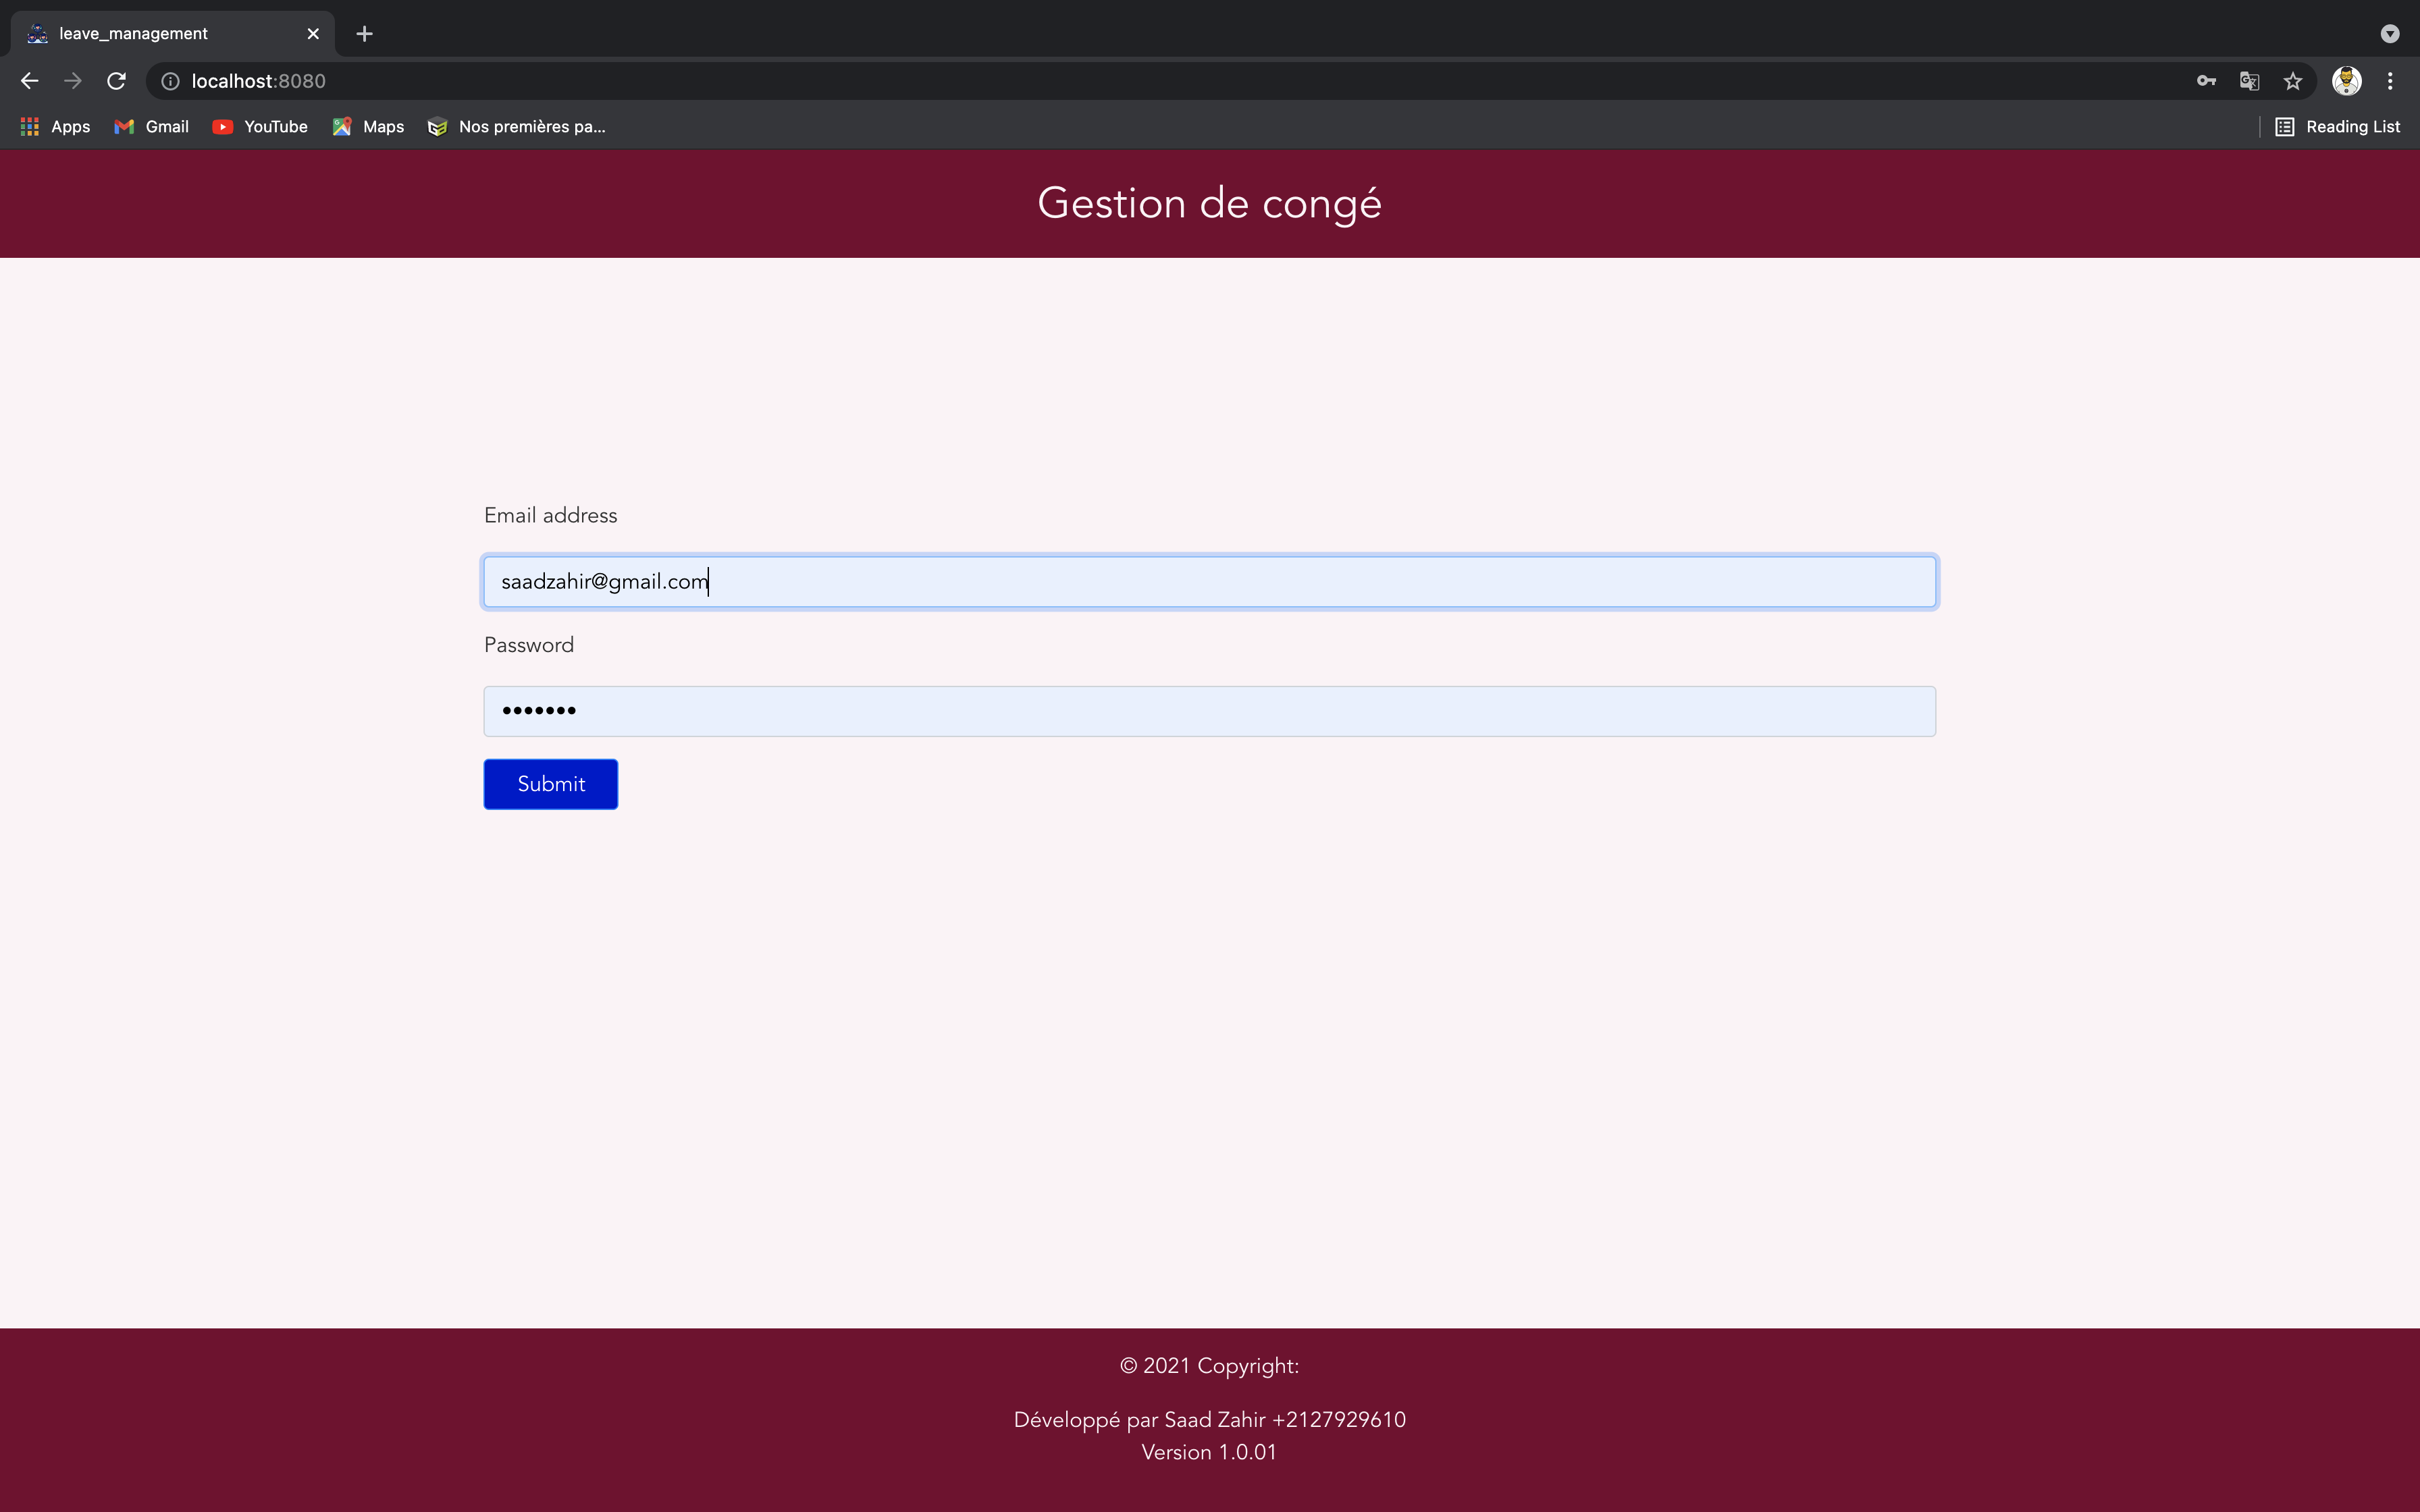 leave_management
localhost:8080
Apps Gmail YouTube Maps Nos premières pa... Reading List
Gestion de congé
Email address
saadzahir@gmail.com
Password
•••••••
Submit
© 2021 Copyright:
Développé par Saad Zahir +2127929610
Version 1.0.01